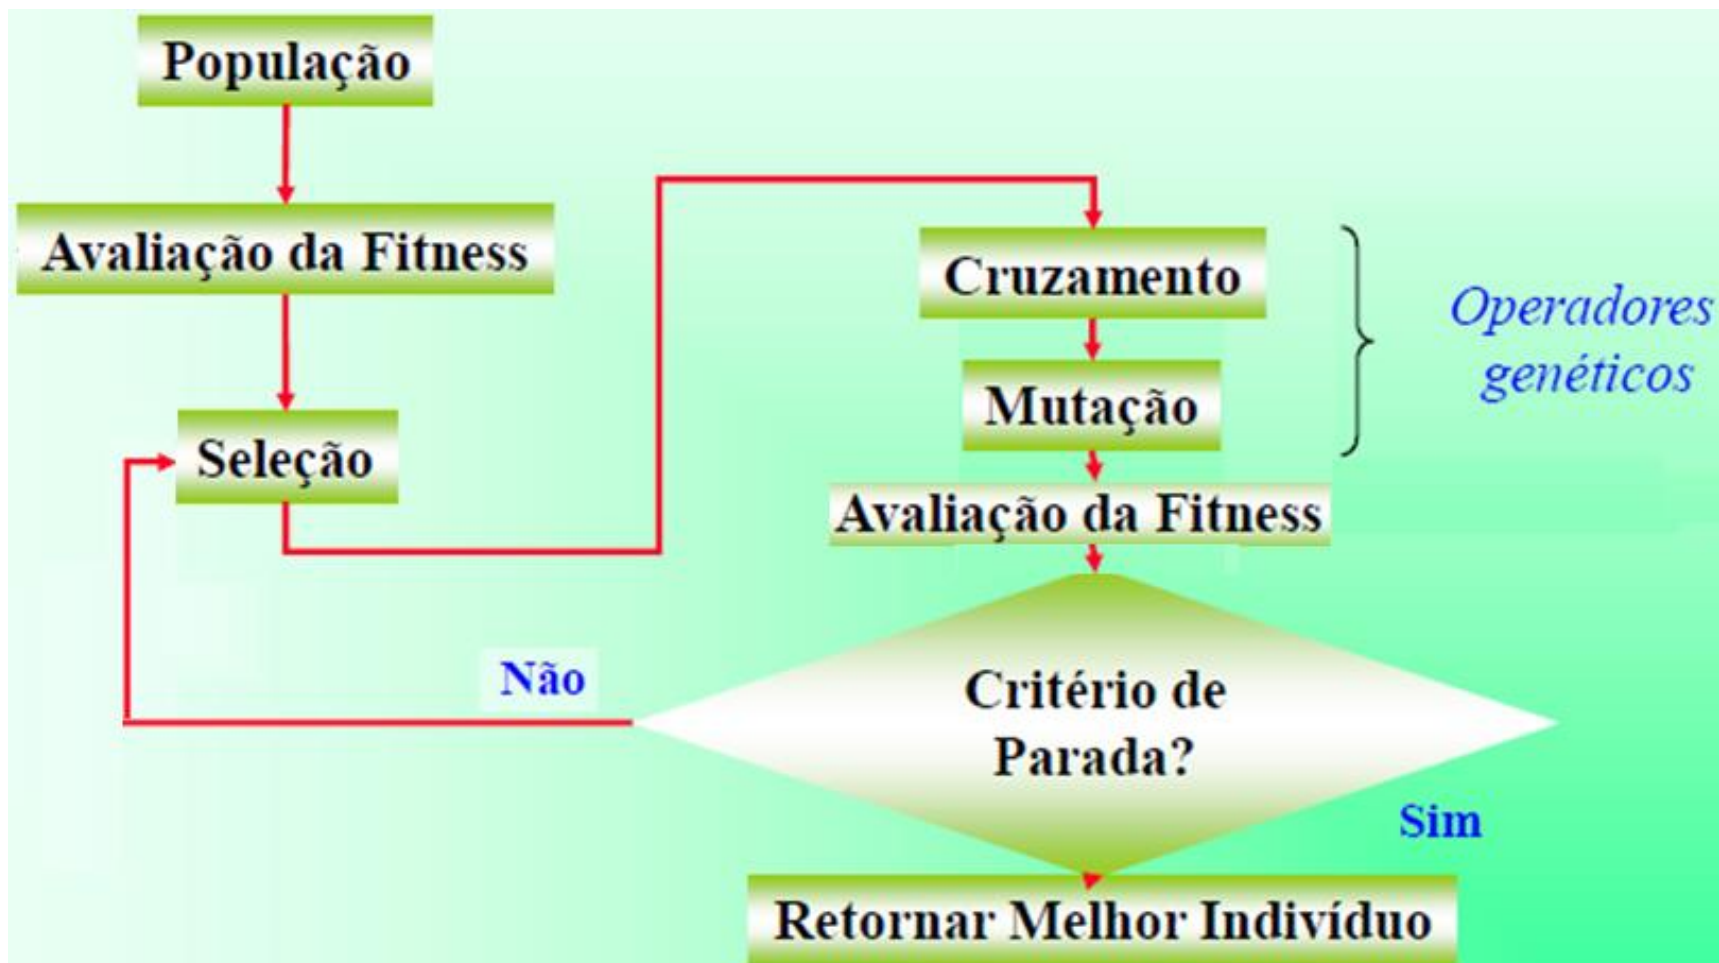 População
Avaliação da Fitness
Seleção
Cruzamento
Mutação
Operadores
genéticos
Avaliação da Fitness
Critério de
Parada?
Não
Sim
Retornar Melhor Indivíduo